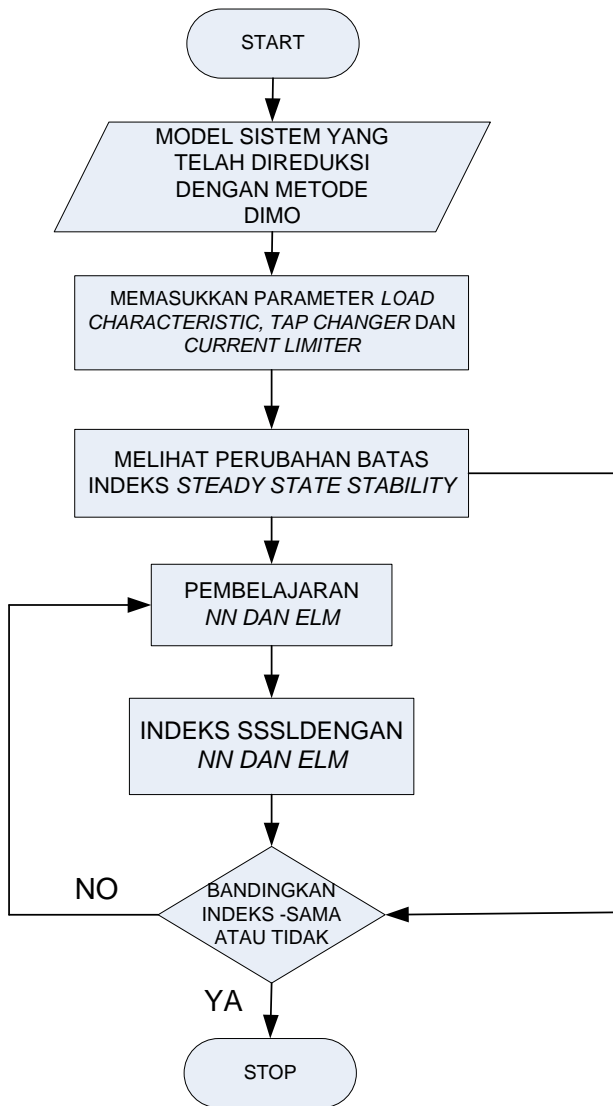 START
MODEL SISTEM YANG
TELAH DIREDUKSI
DENGAN METODE
DIMO
MEMASUKKAN PARAMETER LOAD
CHARACTERISTIC, TAP CHANGER DAN
CURRENT LIMITER
MELIHAT PERUBAHAN BATAS
INDEKS STEADY STATE STABILITY
PEMBELAJARAN
NN DAN ELM
INDEKS SSSLDENGAN
NN DAN ELM
NO
BANDINGKAN
INDEKS -SAMA
ATAU TIDAK
YA
STOP